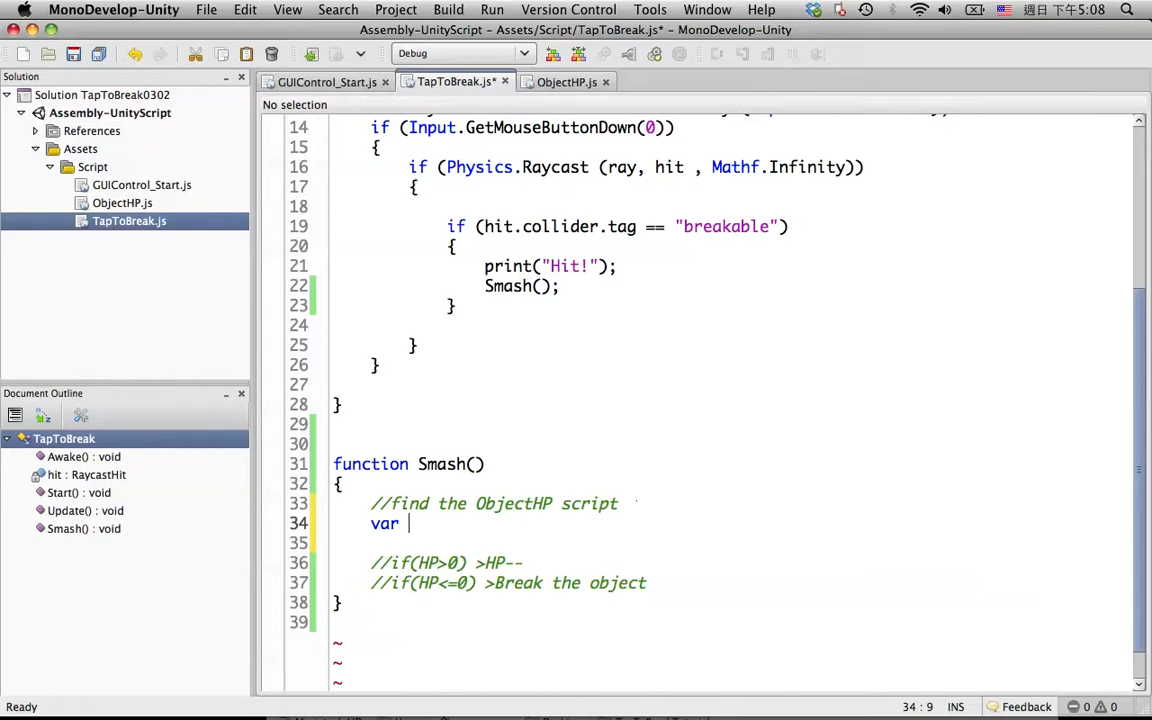 MonoDevelop-Unity File Edit View Search Project Build Run Version Control Tools Window Help 週日 下午5:08
Assembly-UnityScript - Assets/Script/TapToBreak.js* - MonoDevelop-Unity
Debug
Solution
Solution TapToBreak0302
Assembly-UnityScript
References
Assets
Script
GUIControl_Start.js
ObjectHP.js
TapToBreak.js
Document Outline
TapToBreak
Awake() : void
hit : RaycastHit
Start() : void
Update() : void
Smash() : void
GUIControl_Start.js TapToBreak.js* ObjectHP.js
No selection
14 if (Input.GetMouseButtonDown(0))
15 {
16 if (Physics.Raycast (ray, hit , Mathf.Infinity))
17 {
18
19 if (hit.collider.tag == "breakable")
20 {
21 print("Hit!");
22 Smash();
23 }
24
25 }
26 }
27
28 }
29
30
31 function Smash()
32 {
33 //find the ObjectHP script
34 var
35
36 //if(HP>0) >HP--
37 //if(HP<=0) >Break the object
38 }
39
~
~
~
Ready 34 : 9 INS Feedback 0 0